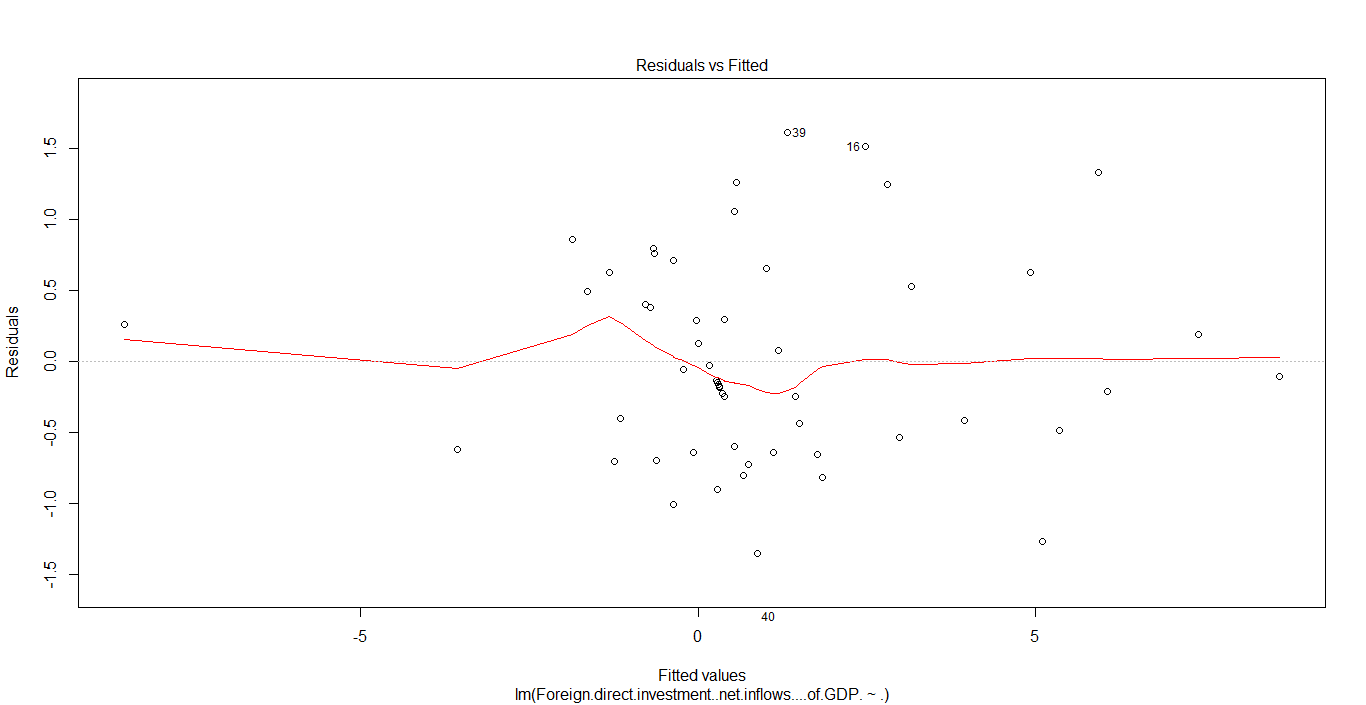 Residuals vs Fitted
39
16
1.5
1.0
0.5
0.0
-0.5
-1.0
-1.5
Residuals
40
-5 0 5
Fitted values
lm(Foreign.direct.investment..net.inflows....of.GDP. ~ .)